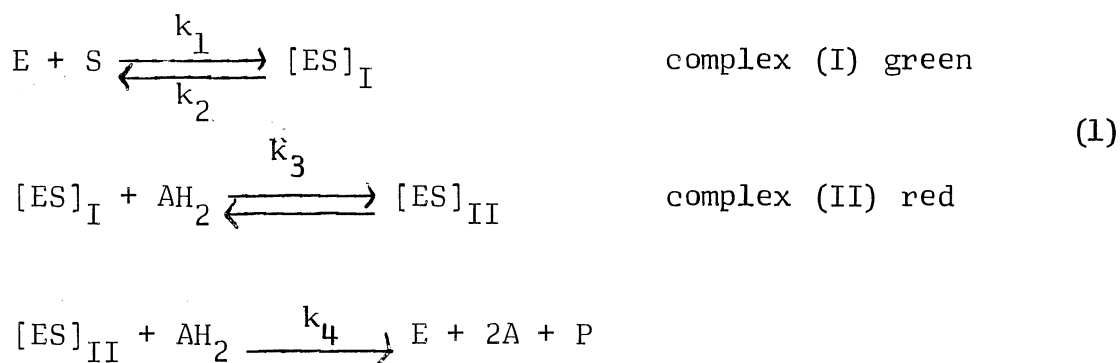 E + S ⇌ [ES]I k1 k2 complex (I) green
(1)
[ES]I + AH2 ⇌ [ES]II k3 complex (II) red
[ES]II + AH2 → E + 2A + P k4